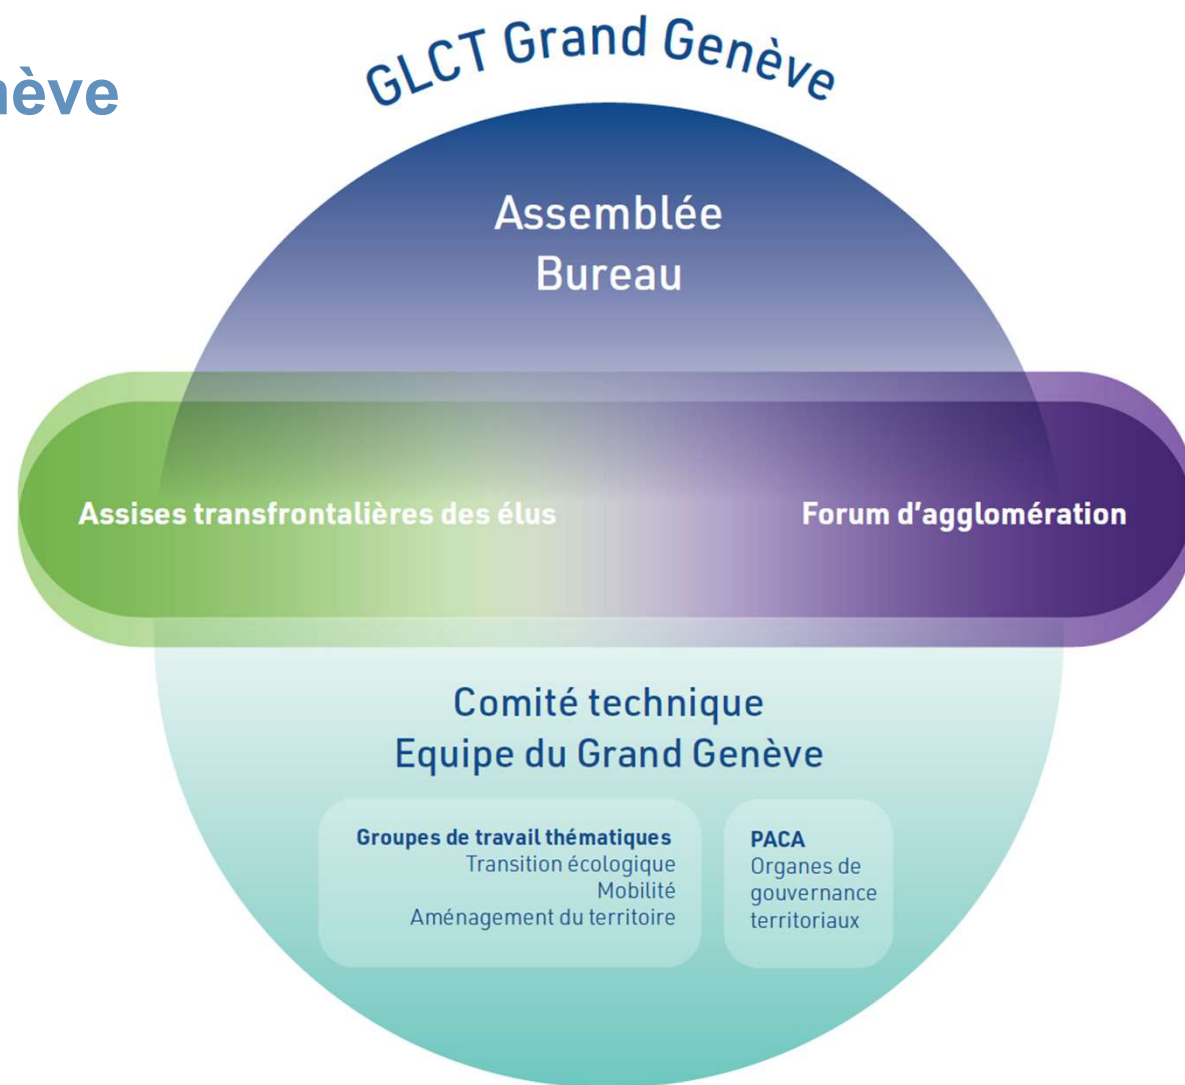 GLCT Grand Genève
Assemblée
Bureau
Assises transfrontalières des élus
Forum d'agglomération
Comité technique
Equipe du Grand Genève
Groupes de travail thématiques
Transition écologique
Mobilité
Aménagement du territoire
PACA
Organes de
gouvernance
territoriaux